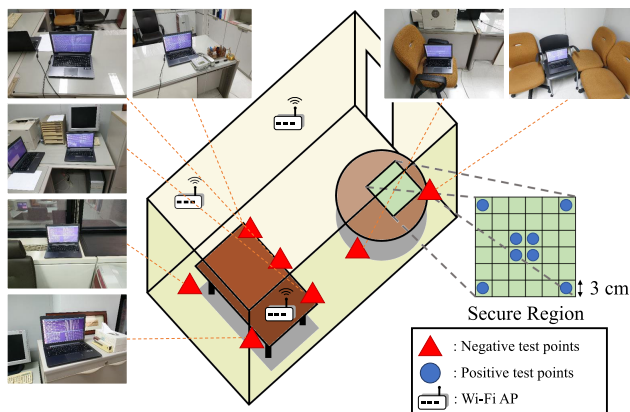 3 cm
Secure Region
: Negative test points
: Positive test points
: Wi-Fi AP